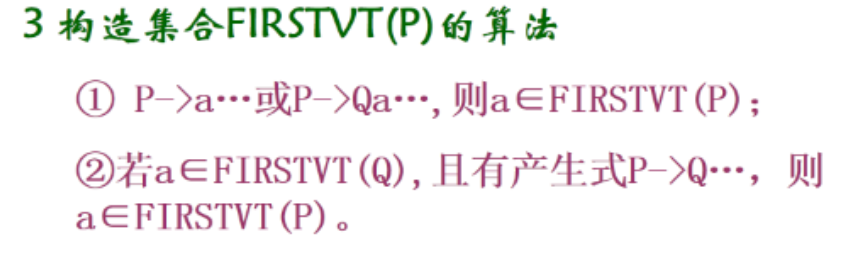 3 构造集合FIRSTVT(P)的算法
① P->a…或P->Qa…,则a∈FIRSTVT(P);
②若a∈FIRSTVT(Q),且有产生式P->Q…，则
a∈FIRSTVT(P)。